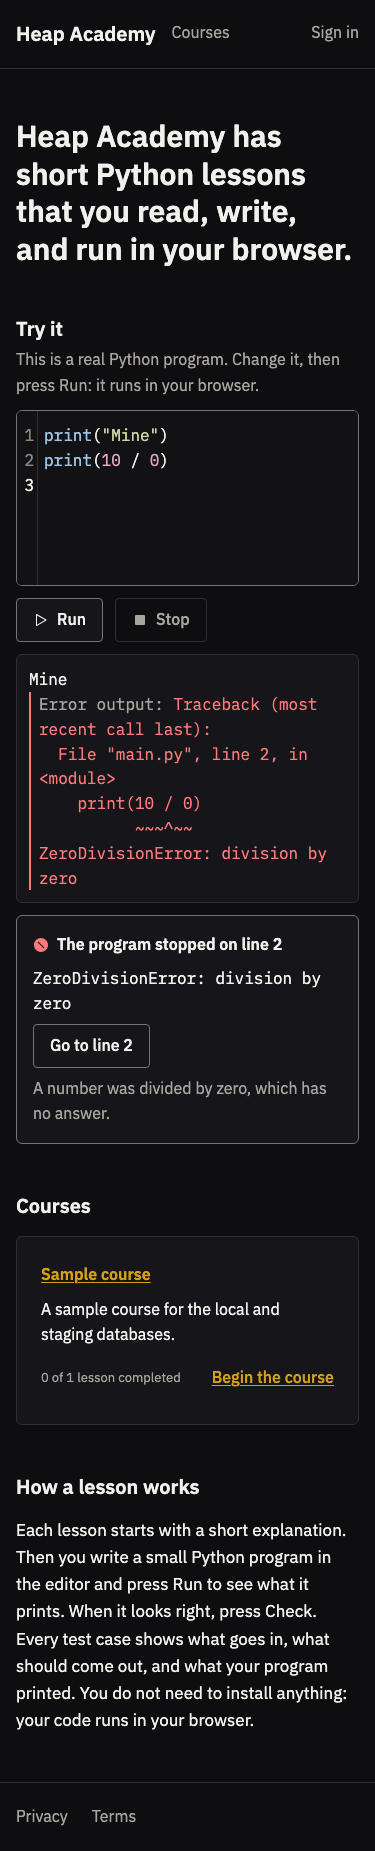 Heap Academy Courses Sign in
Heap Academy has
short Python lessons
that you read, write,
and run in your browser.
Try it
This is a real Python program. Change it, then
press Run: it runs in your browser.
1 print("Mine")
2 print(10 / 0)
3
Run Stop
Mine
Error output: Traceback (most
recent call last):
  File "main.py", line 2, in
<module>
    print(10 / 0)
          ~~~^~~
ZeroDivisionError: division by
zero
The program stopped on line 2
ZeroDivisionError: division by
zero
Go to line 2
A number was divided by zero, which has
no answer.
Courses
Sample course
A sample course for the local and
staging databases.
0 of 1 lesson completed Begin the course
How a lesson works
Each lesson starts with a short explanation.
Then you write a small Python program in
the editor and press Run to see what it
prints. When it looks right, press Check.
Every test case shows what goes in, what
should come out, and what your program
printed. You do not need to install anything:
your code runs in your browser.
Privacy Terms